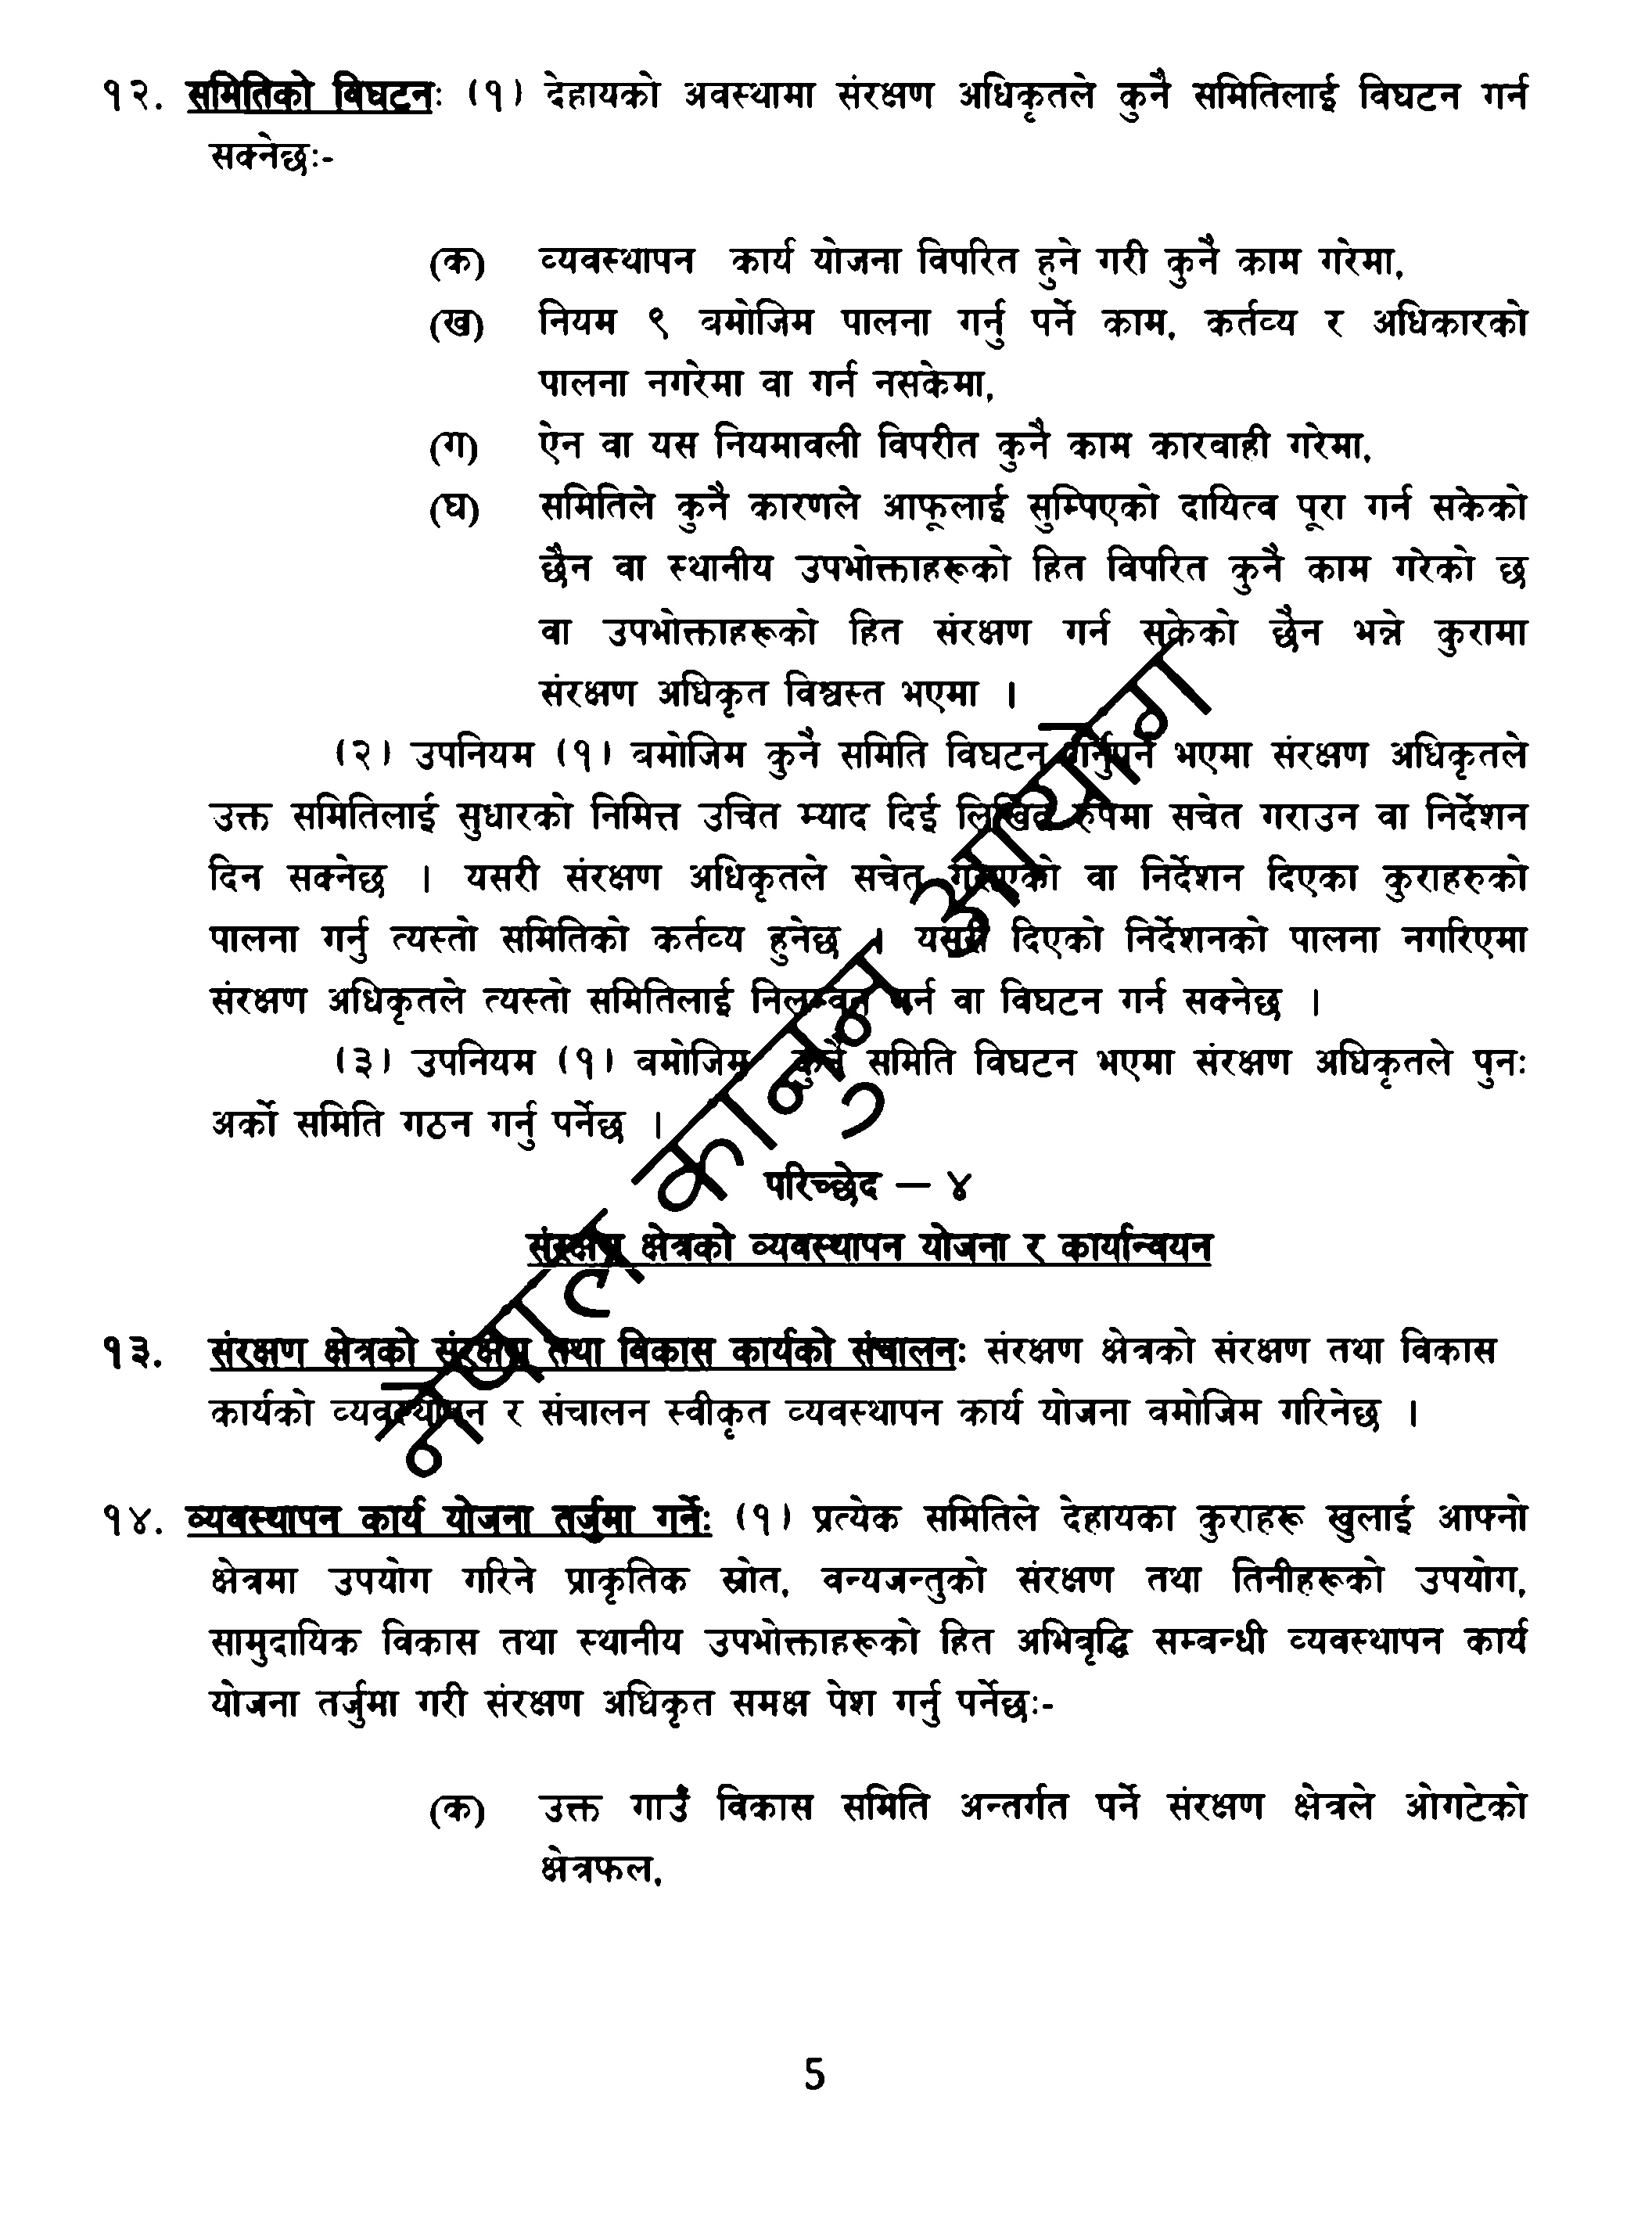 १२. समितिको विघटनः (१) देहायको अवस्थामा संरक्षण अधिकृतले कुनै समितिलाई विघटन गर्न
सक्नेछः-
(क) व्यवस्थापन कार्य योजना विपरित हुने गरी कुनै काम गरेमा,
(ख) नियम ९ बमोजिम पालना गर्नु पर्ने काम, कर्तव्य र अधिकारको
पालना नगरेमा वा गर्न नसकेमा,
(ग) ऐन वा यस नियमावली विपरीत कुनै काम कारवाही गरेमा,
(घ) समितिले कुनै कारणले आफूलाई सुम्पिएको दायित्व पूरा गर्न सकेको
छैन वा स्थानीय उपभोक्ताहरूको हित विपरित कुनै काम गरेको छ
वा उपभोक्ताहरूको हित संरक्षण गर्न सकेको छैन भन्ने कुरामा
संरक्षण अधिकृत विश्वस्त भएमा ।
(२) उपनियम (१) बमोजिम कुनै समिति विघटन गर्नुपर्ने भएमा संरक्षण अधिकृतले
उक्त समितिलाई सुधारको निमित्त उचित म्याद दिई लिखित रुपमा सचेत गराउन वा निर्देशन
दिन सक्नेछ । यसरी संरक्षण अधिकृतले सचेत गराएको वा निर्देशन दिएका कुराहरुको
पालना गर्नु त्यस्तो समितिको कर्तव्य हुनेछ । यसरी दिएको निर्देशनको पालना नगरिएमा
संरक्षण अधिकृतले त्यस्तो समितिलाई निलम्बन गर्न वा विघटन गर्न सक्नेछ ।
(३) उपनियम (१) बमोजिम कुनै समिति विघटन भएमा संरक्षण अधिकृतले पुनः
अर्को समिति गठन गर्नु पर्नेछ ।
परिच्छेद – ४
संरक्षण क्षेत्रको व्यवस्थापन योजना र कार्यान्वयन
१३. संरक्षण क्षेत्रको संरक्षण तथा विकास कार्यको संचालनः संरक्षण क्षेत्रको संरक्षण तथा विकास
कार्यको व्यवस्थापन र संचालन स्वीकृत व्यवस्थापन कार्य योजना बमोजिम गरिनेछ ।
१४. व्यवस्थापन कार्य योजना तर्जुमा गर्नेः (१) प्रत्येक समितिले देहायका कुराहरू खुलाई आफ्नो
क्षेत्रमा उपयोग गरिने प्राकृतिक स्रोत, वन्यजन्तुको संरक्षण तथा तिनीहरूको उपयोग,
सामुदायिक विकास तथा स्थानीय उपभोक्ताहरूको हित अभिवृद्धि सम्बन्धी व्यवस्थापन कार्य
योजना तर्जुमा गरी संरक्षण अधिकृत समक्ष पेश गर्नु पर्नेछः-
(क) उक्त गाउँ विकास समिति अन्तर्गत पर्ने संरक्षण क्षेत्रले ओगटेको
क्षेत्रफल,
नेपाल कानुन आयोग
5